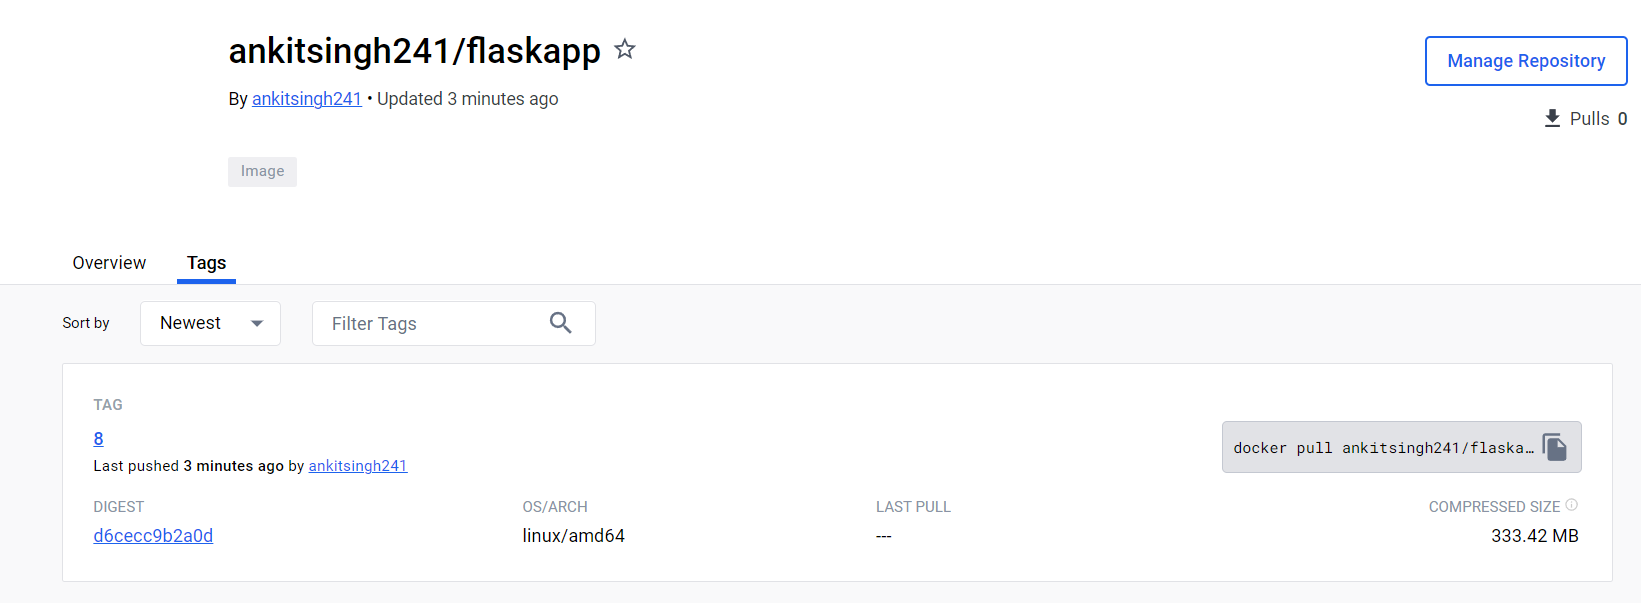 ankitsingh241/flaskapp
By ankitsingh241 • Updated 3 minutes ago
Manage Repository
Pulls 0
Image
Overview Tags
Sort by Newest Filter Tags
TAG
8
Last pushed 3 minutes ago by ankitsingh241
docker pull ankitsingh241/flaska…
DIGEST OS/ARCH LAST PULL COMPRESSED SIZE
d6cecc9b2a0d linux/amd64 --- 333.42 MB